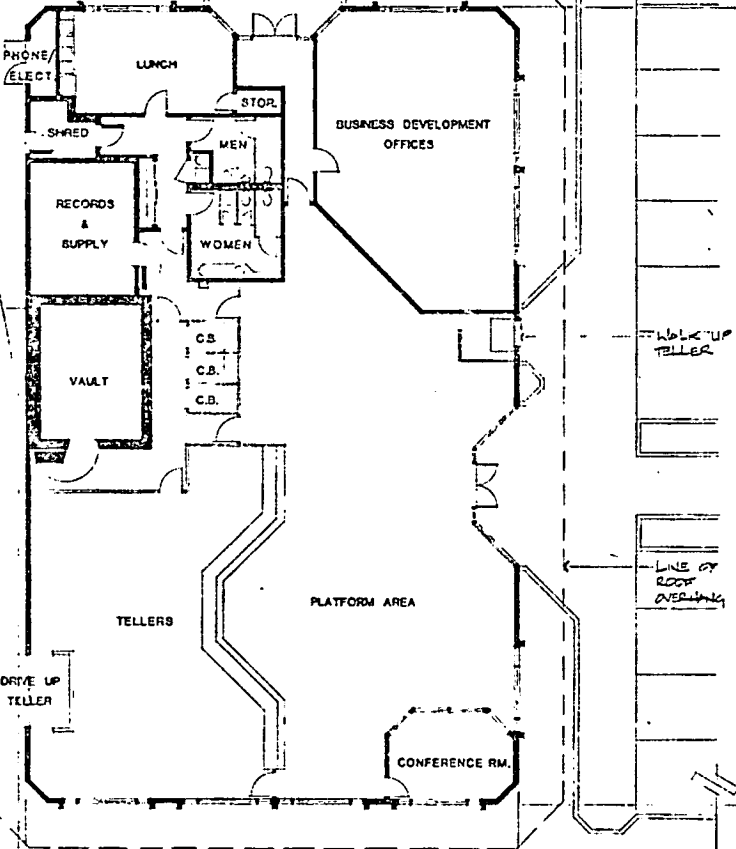 PHONE/
ELECT.
LUNCH
STOR.
SHRED
MEN
BUSINESS DEVELOPMENT
OFFICES
RECORDS
&
SUPPLY
WOMEN
C.B.
C.B.
C.B.
WALK-UP
TELLER
VAULT
LINE OF
ROOF
OVERHANG
PLATFORM AREA
TELLERS
DRIVE UP
TELLER
CONFERENCE RM.